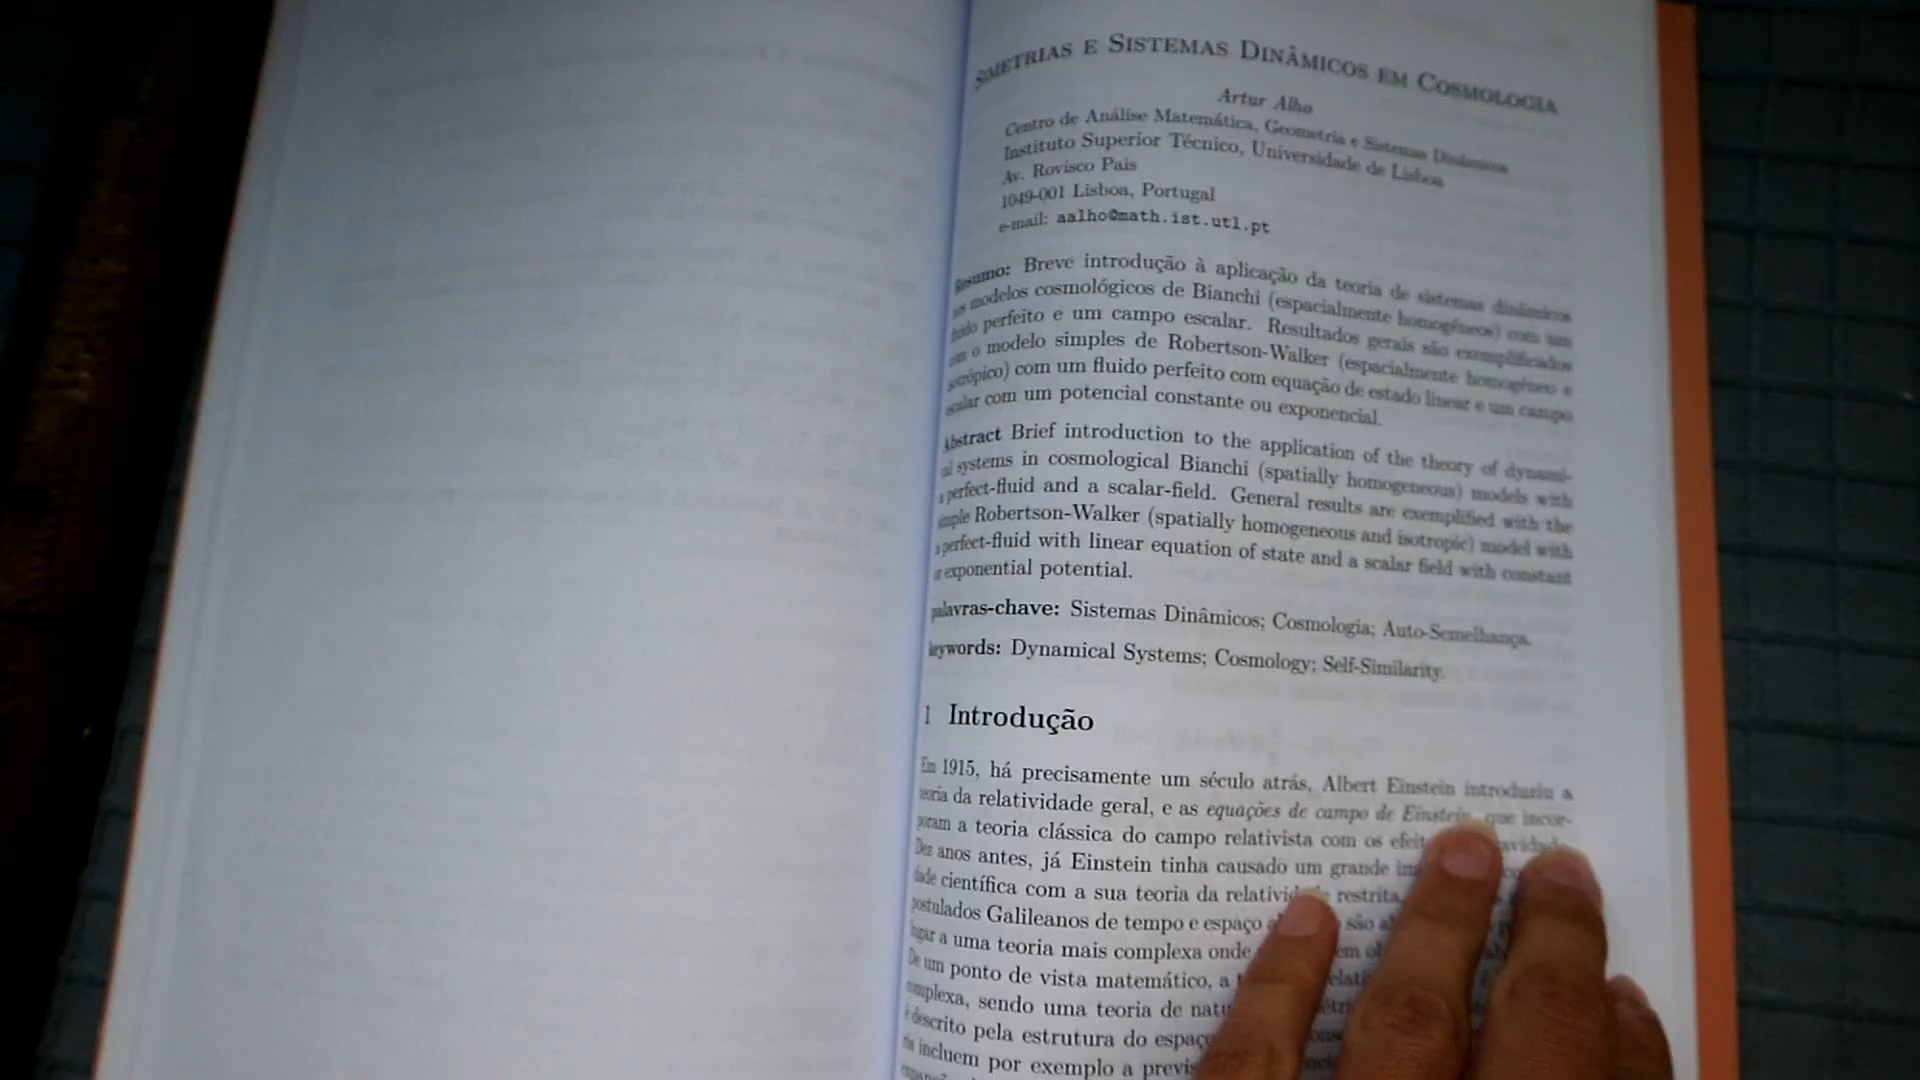 SIMETRIAS E SISTEMAS DINÂMICOS EM COSMOLOGIA
Artur Alho
Centro de Análise Matemática, Geometria e Sistemas Dinâmicos
Instituto Superior Técnico, Universidade de Lisboa
Av. Rovisco Pais
1049-001 Lisboa, Portugal
e-mail: aalho@math.ist.utl.pt
Resumo: Breve introdução à aplicação da teoria de sistemas dinâmicos
modelos cosmológicos de Bianchi (espacialmente homogéneos) com um
fluido perfeito e um campo escalar. Resultados gerais são exemplificados
com o modelo simples de Robertson-Walker (espacialmente homogéneo e
isotrópico) com um fluido perfeito com equação de estado linear e um campo
escalar com um potencial constante ou exponencial.
Abstract Brief introduction to the application of the theory of dynami-
cal systems in cosmological Bianchi (spatially homogeneous) models with
a perfect-fluid and a scalar-field. General results are exemplified with the
simple Robertson-Walker (spatially homogeneous and isotropic) model with
a perfect-fluid with linear equation of state and a scalar field with constant
or exponential potential.
palavras-chave: Sistemas Dinâmicos; Cosmologia; Auto-Semelhança.
keywords: Dynamical Systems; Cosmology; Self-Similarity.
1 Introdução
Em 1915, há precisamente um século atrás, Albert Einstein introduziu a
teoria da relatividade geral, e as equações de campo de Einstein, que incor-
poram a teoria clássica do campo relativista com os
Dez anos antes, já Einstein tinha causado um grande
dade científica com a sua teoria da relatividade restrita,
postulados Galileanos de tempo e espaço são
lugar a uma teoria mais complexa onde
De um ponto de vista matemático, a
complexa, sendo uma teoria de
é descrito pela estrutura do
incluem por exemplo a